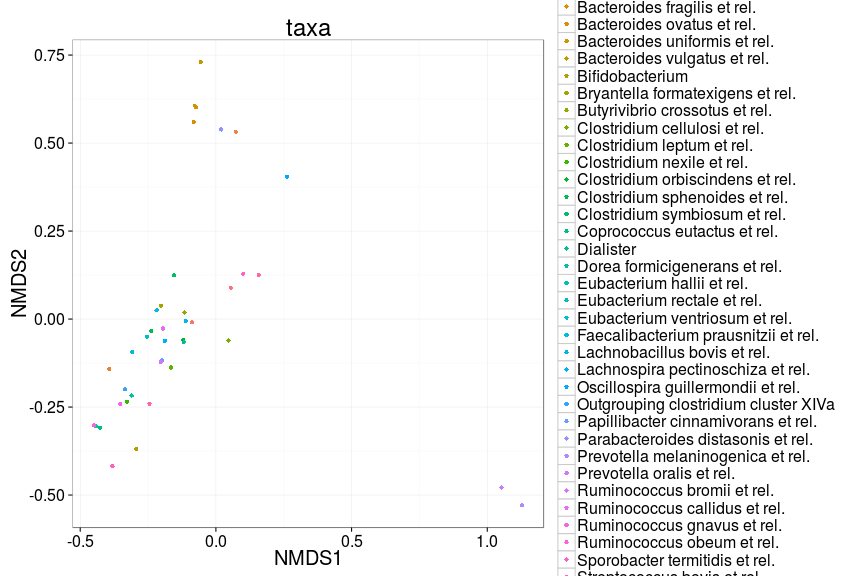 taxa
0.75
0.50
0.25
0.00
-0.25
-0.50
NMDS2
-0.5
0.0
0.5
1.0
NMDS1
Bacteroides fragilis et rel.
Bacteroides ovatus et rel.
Bacteroides uniformis et rel.
Bacteroides vulgatus et rel.
Bifidobacterium
Bryantella formatexigens et rel.
Butyrivibrio crossotus et rel.
Clostridium cellulosi et rel.
Clostridium leptum et rel.
Clostridium nexile et rel.
Clostridium orbiscindens et rel.
Clostridium sphenoides et rel.
Clostridium symbiosum et rel.
Coprococcus eutactus et rel.
Dialister
Dorea formicigenerans et rel.
Eubacterium hallii et rel.
Eubacterium rectale et rel.
Eubacterium ventriosum et rel.
Faecalibacterium prausnitzii et rel.
Lachnobacillus bovis et rel.
Lachnospira pectinoschiza et rel.
Oscillospira guillermondii et rel.
Outgrouping clostridium cluster XIVa
Papillibacter cinnamivorans et rel.
Parabacteroides distasonis et rel.
Prevotella melaninogenica et rel.
Prevotella oralis et rel.
Ruminococcus bromii et rel.
Ruminococcus callidus et rel.
Ruminococcus gnavus et rel.
Ruminococcus obeum et rel.
Sporobacter termitidis et rel.
Streptococcus bovis et rel.